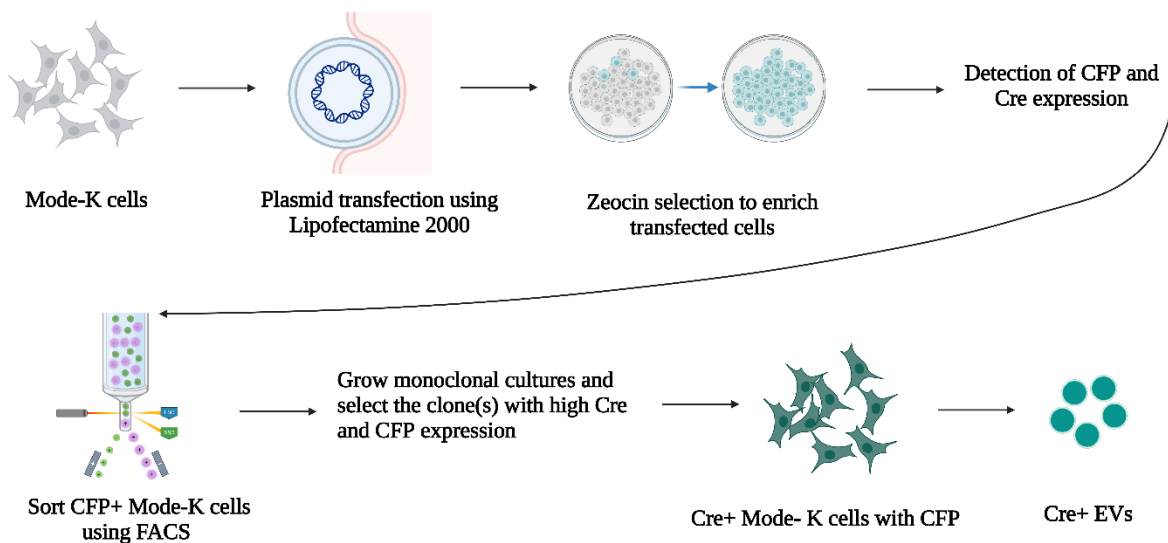 Mode-K cells
Plasmid transfection using
Lipofectamine 2000
Zeocin selection to enrich
transfected cells
Detection of CFP and
Cre expression
Sort CFP+ Mode-K cells
using FACS
Grow monoclonal cultures and
select the clone(s) with high Cre
and CFP expression
Cre+ Mode- K cells with CFP
Cre+ EVs